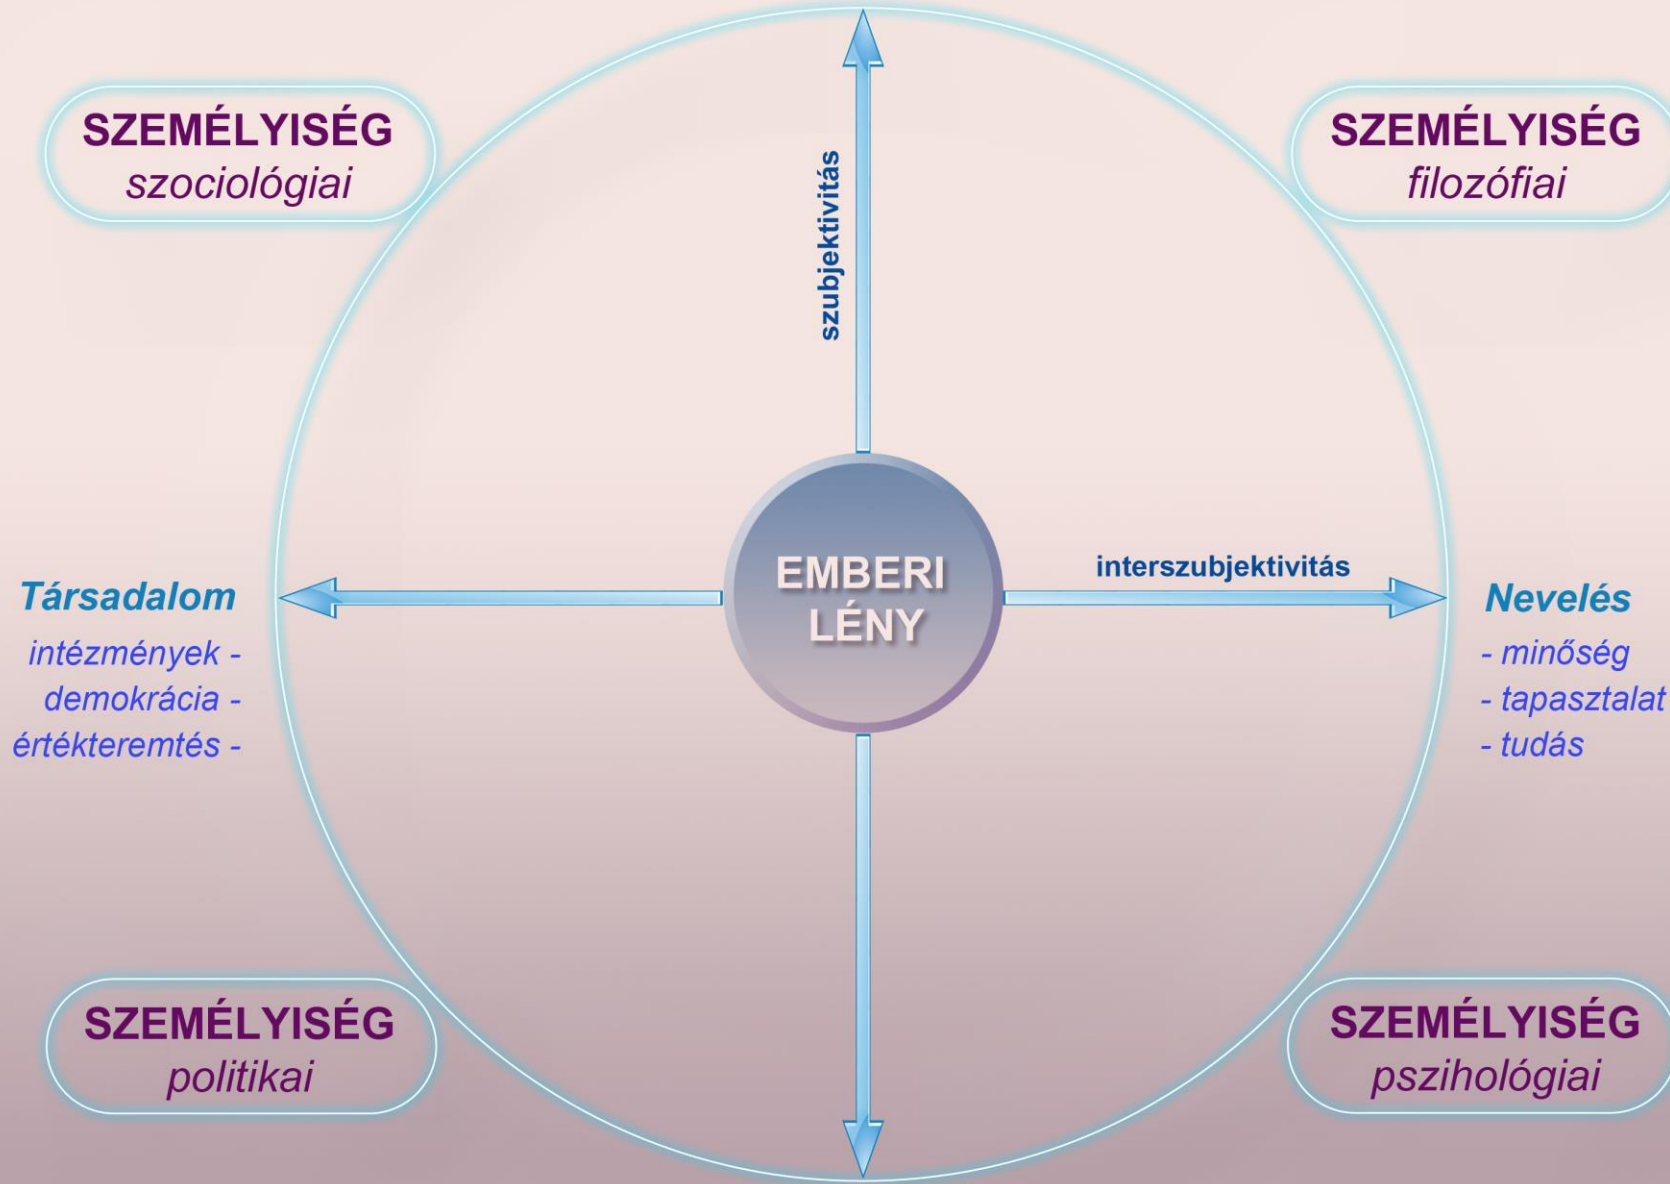 SZEMÉLYISÉG
szociológiai
SZEMÉLYISÉG
filozófiai
szubjektivitás
EMBERI
LÉNY
interszubjektivitás
Társadalom
intézmények -
demokrácia -
értékteremtés -
Nevelés
- minőség
- tapasztalat
- tudás
SZEMÉLYISÉG
politikai
SZEMÉLYISÉG
pszihológiai